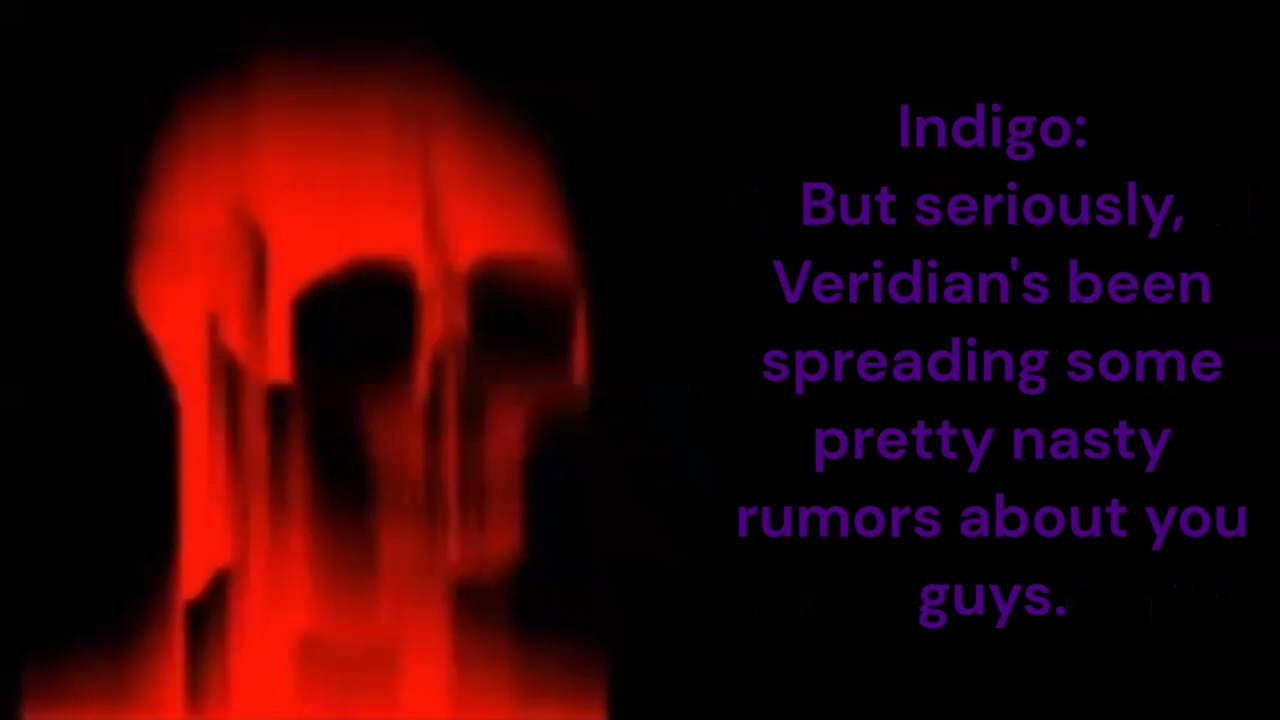 Indigo:
But seriously,
Veridian's been
spreading some
pretty nasty
rumors about you
guys.